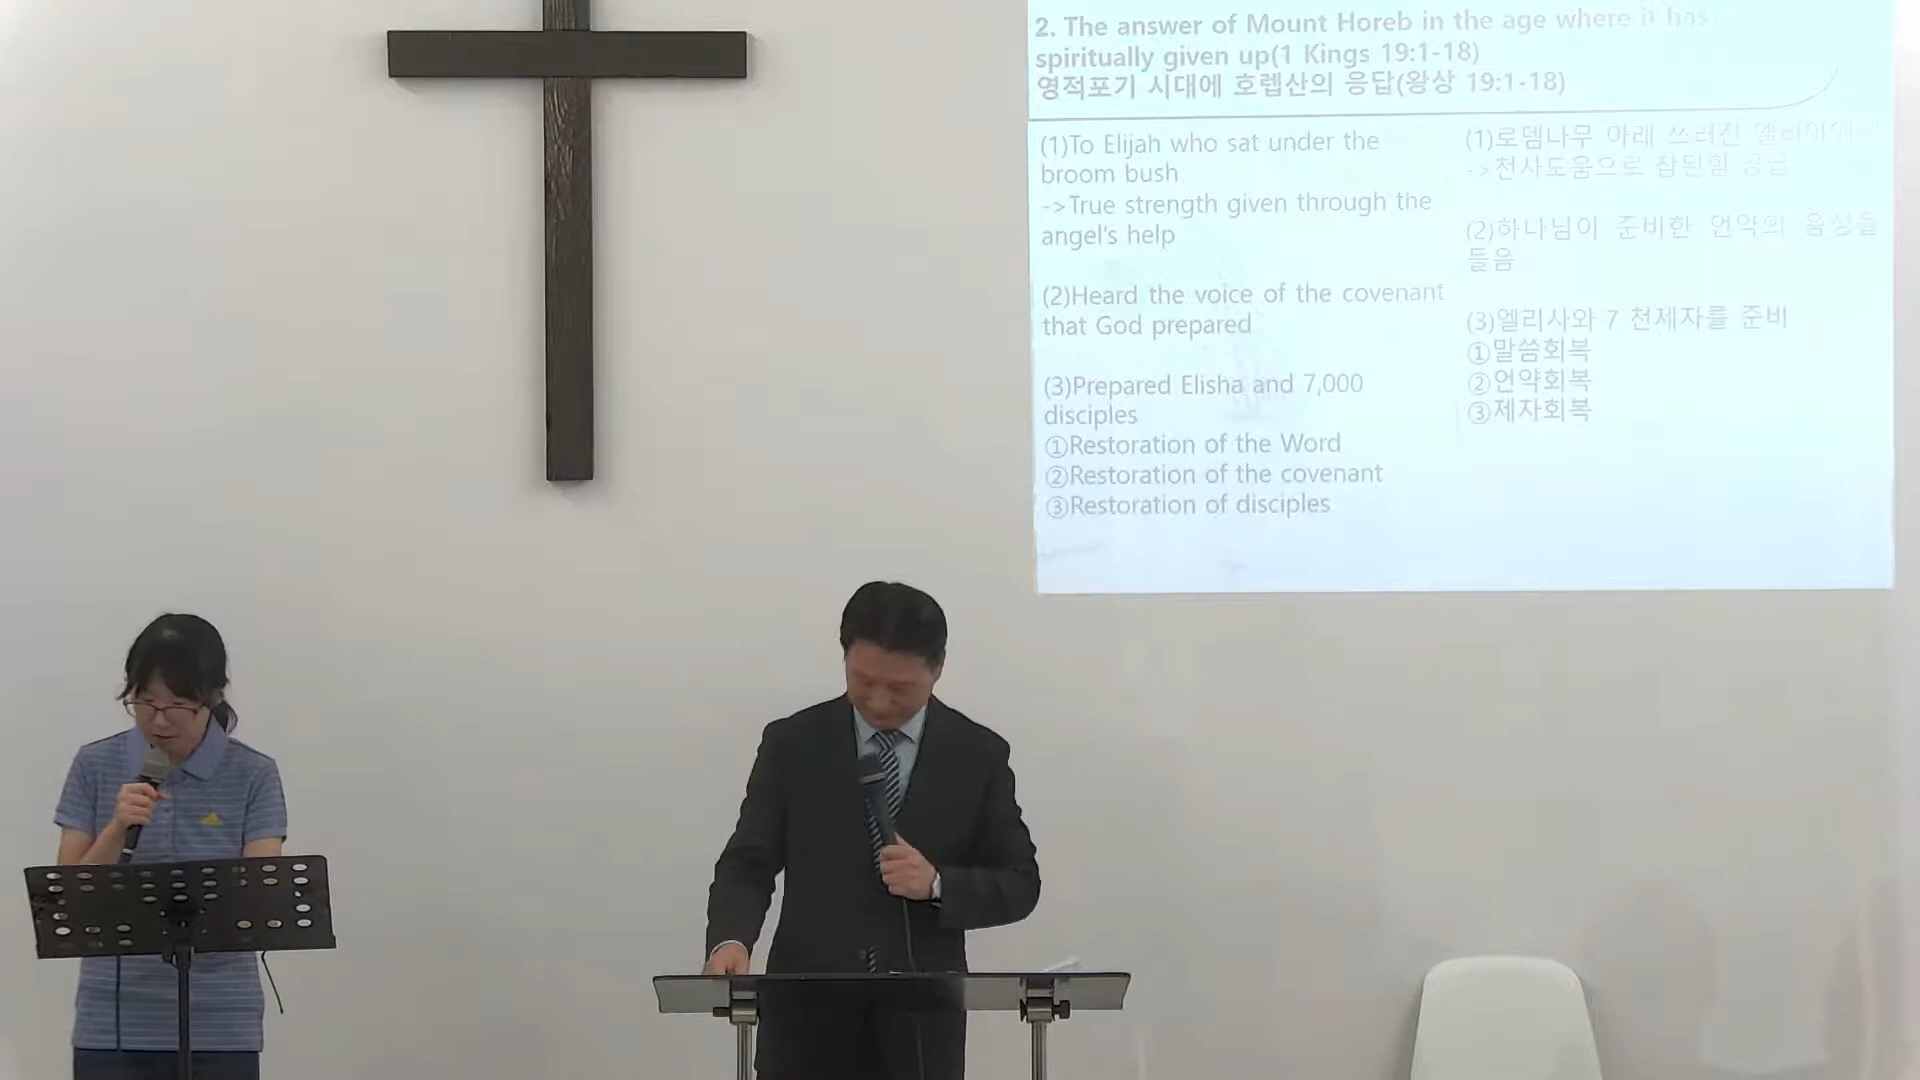 2. The answer of Mount Horeb in the age where it has
spiritually given up(1 Kings 19:1-18)
영적포기 시대에 호렙산의 응답(왕상 19:1-18)
(1)To Elijah who sat under the
broom bush
->True strength given through the
angel's help
(2)Heard the voice of the covenant
that God prepared
(3)Prepared Elisha and 7,000
disciples
①Restoration of the Word
②Restoration of the covenant
③Restoration of disciples
(1)로뎀나무 아래 쓰러진
->천사도움으로 참된힘 공급
(2)하나님이 준비한 언약의 음성을
들음
(3)엘리사와 7 천제자를 준비
①말씀회복
②언약회복
③제자회복